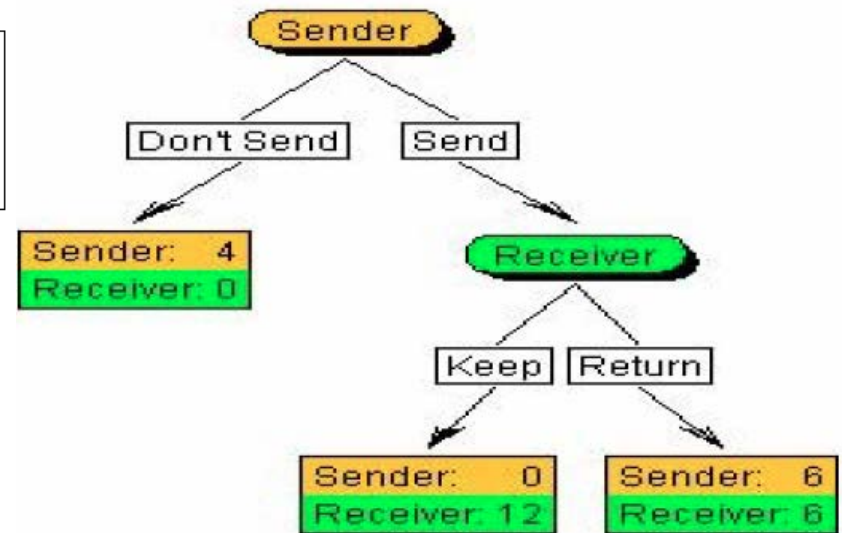 Sender
Don't Send
Send
Sender: 4
Receiver: 0
Receiver
Keep
Return
Sender: 0
Receiver: 12
Sender: 6
Receiver: 6